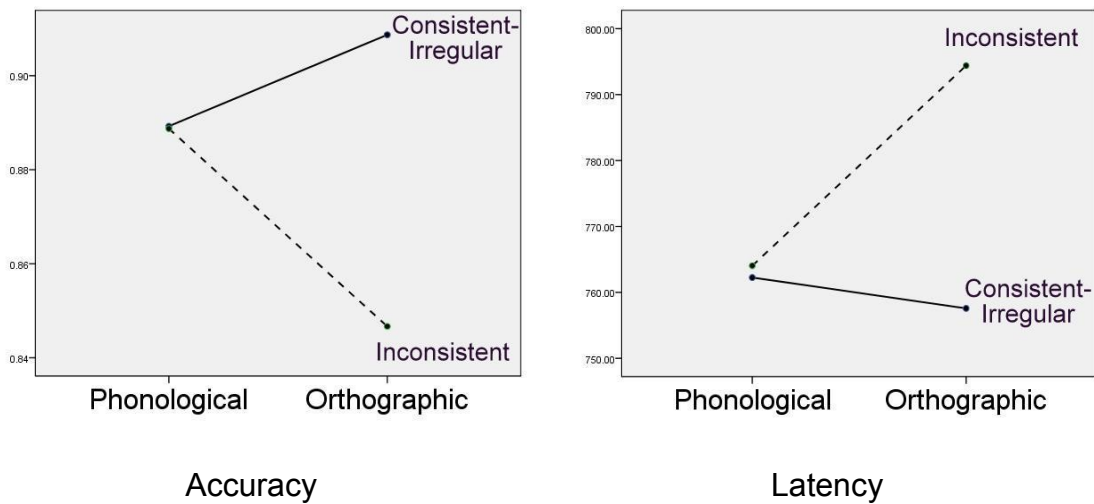 Consistent-
Irregular
0.90
0.88
0.86
0.84
Inconsistent
Phonological Orthographic
Accuracy
800.00
Inconsistent
790.00
780.00
770.00
760.00
Consistent-
Irregular
750.00
Phonological Orthographic
Latency